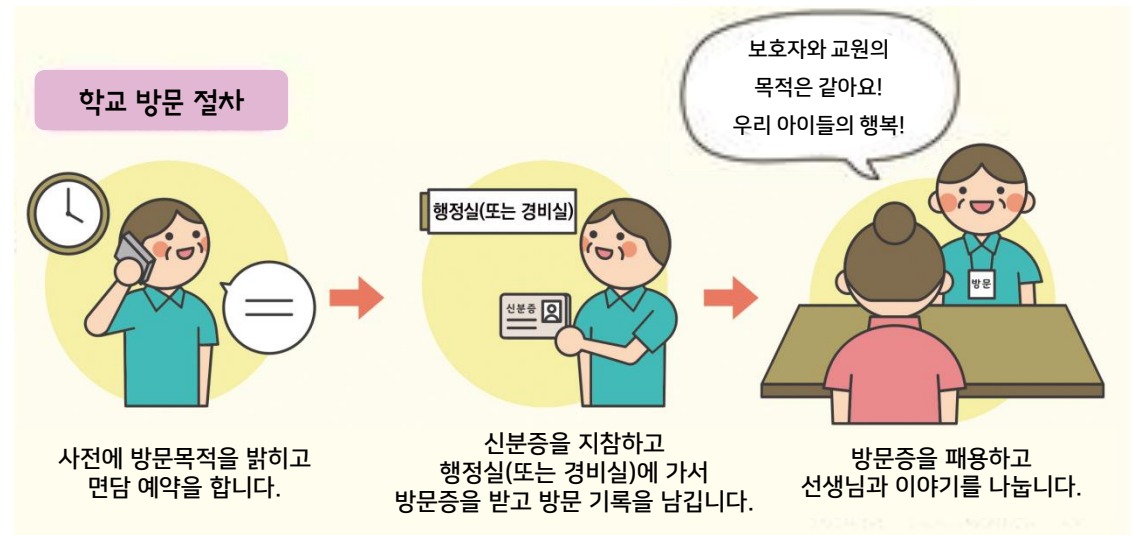 학교 방문 절차
보호자와 교원의
목적은 같아요!
우리 아이들의 행복!
행정실(또는 경비실)
신분증
방문
사전에 방문목적을 밝히고
면담 예약을 합니다.
신분증을 지참하고
행정실(또는 경비실)에 가서
방문증을 받고 방문 기록을 남깁니다.
방문증을 패용하고
선생님과 이야기를 나눕니다.